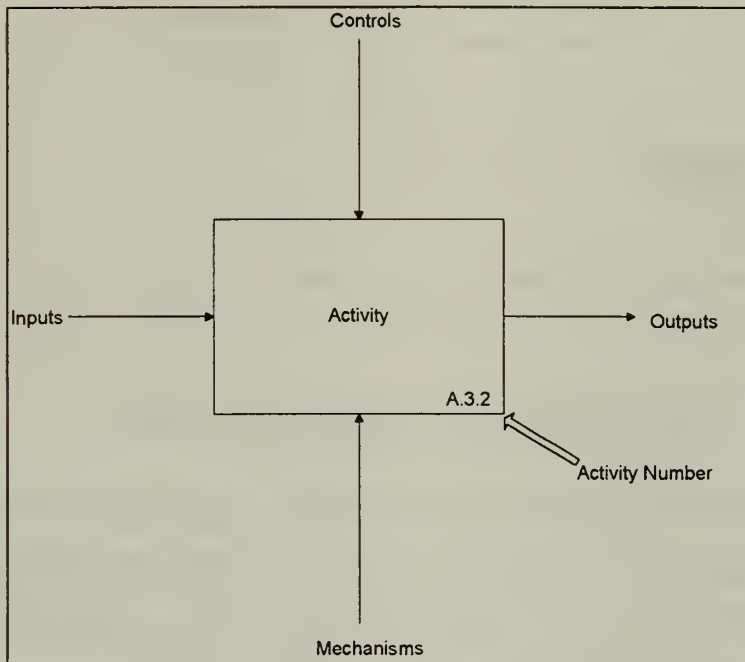 Controls
Inputs
Activity
Outputs
A.3.2
Activity Number
Mechanisms